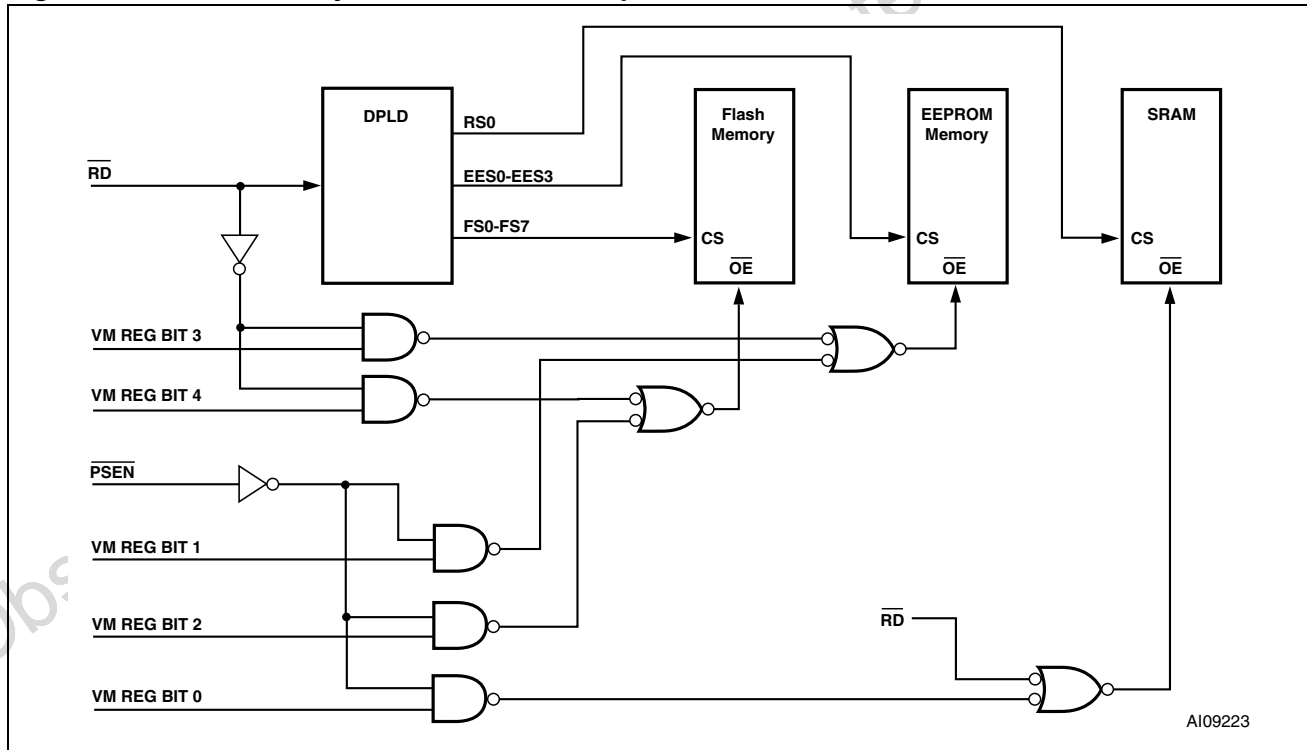 DPLD
Flash
Memory
EEPROM
Memory
SRAM
RS0
RD
EES0-EES3
FS0-FS7
CS
OE
CS
OE
CS
OE
VM REG BIT 3
VM REG BIT 4
PSEN
VM REG BIT 1
VM REG BIT 2
RD
VM REG BIT 0
AI09223